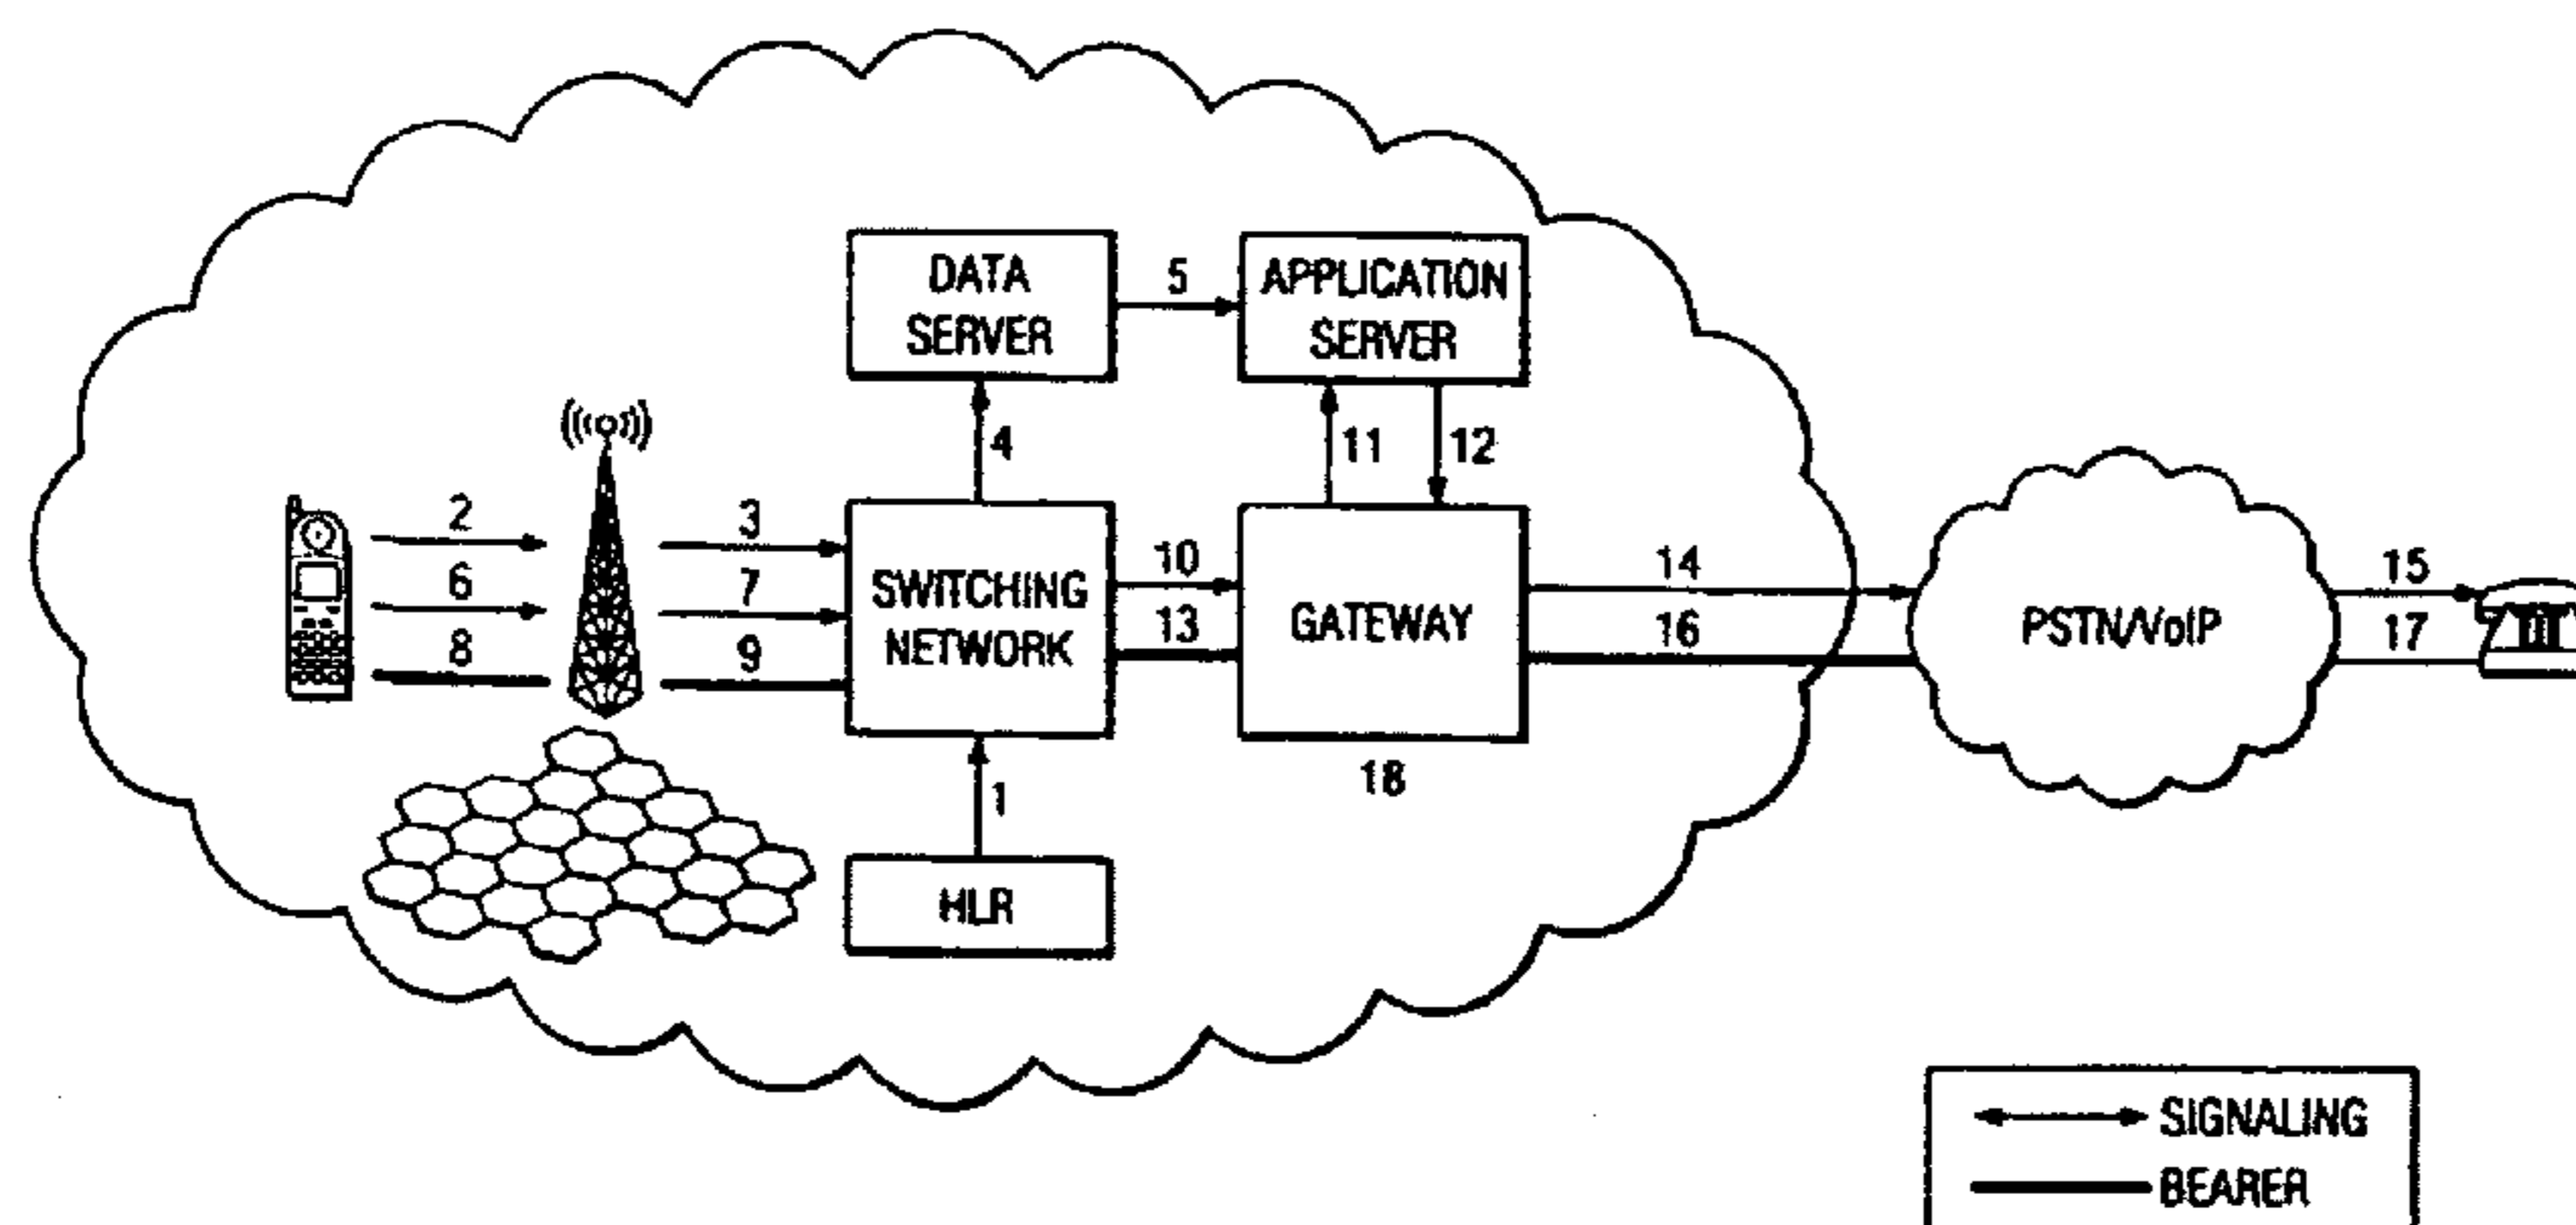 DATA
SERVER
5
APPLICATION
SERVER
4
11
12
2
3
6
7
8
9
SWITCHING
NETWORK
10
13
GATEWAY
14
16
PSTN/VoIP
15
17
18
1
HLR
SIGNALING
BEARER